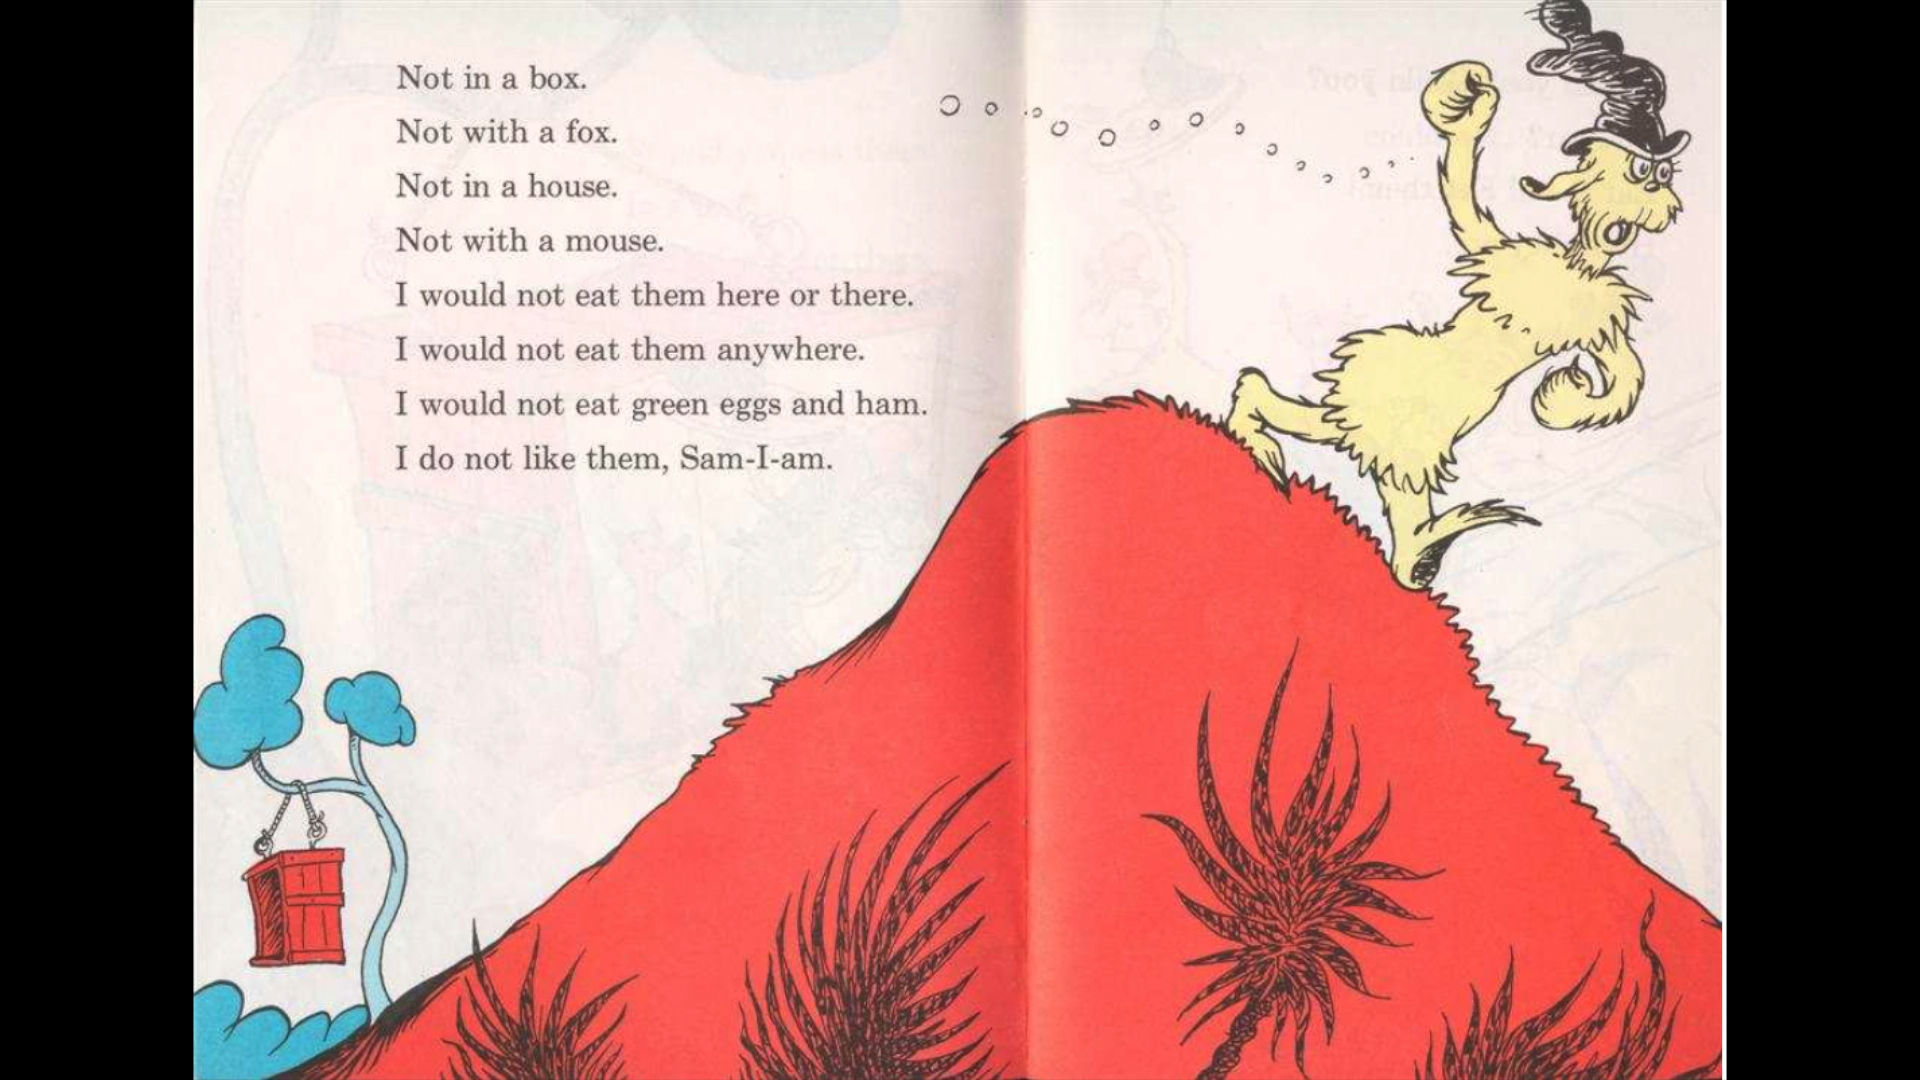 Not in a box.
Not with a fox.
Not in a house.
Not with a mouse.
I would not eat them here or there.
I would not eat them anywhere.
I would not eat green eggs and ham.
I do not like them, Sam-I-am.